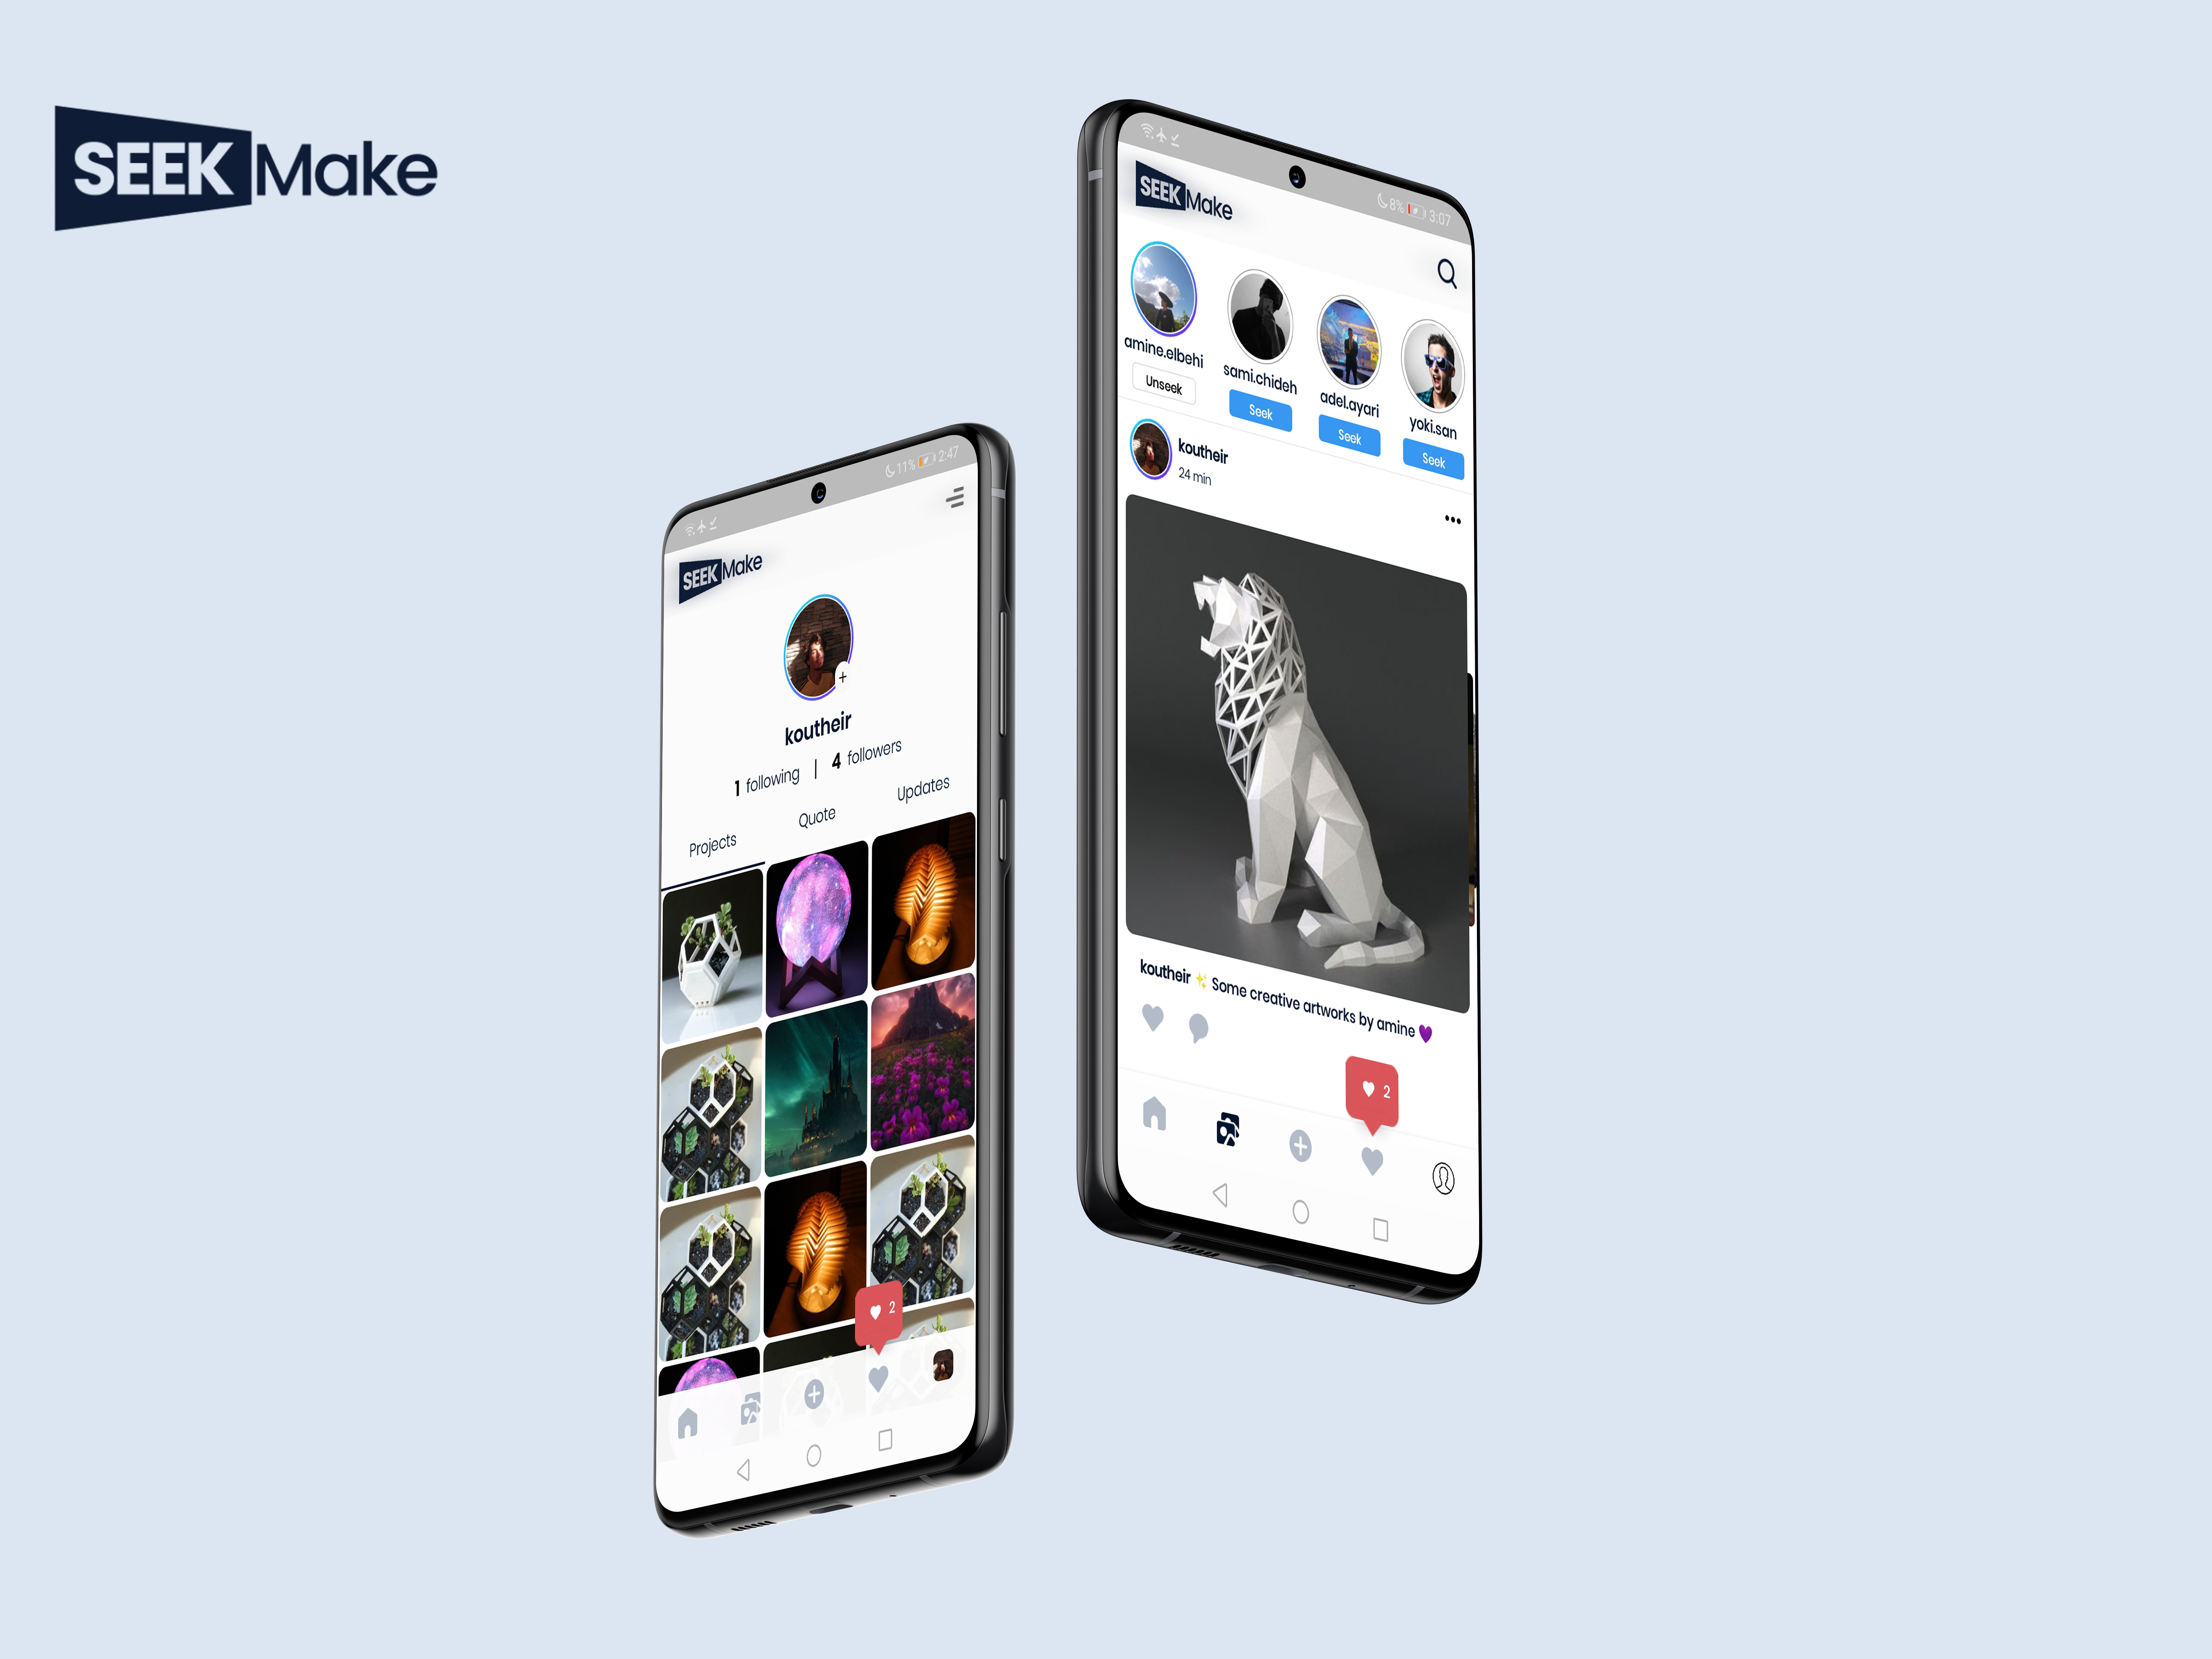 SEEK Make
11% 2:47
SEEK Make
koutheir
1 following | 4 followers
Projects Quote Updates
2
8% 3:07
SEEK Make
amine.elbehi sami.chideh adel.ayari yoki.san
Unseek Seek Seek Seek
koutheir
24 min
koutheir ✨ Some creative artworks by amine 💜
2